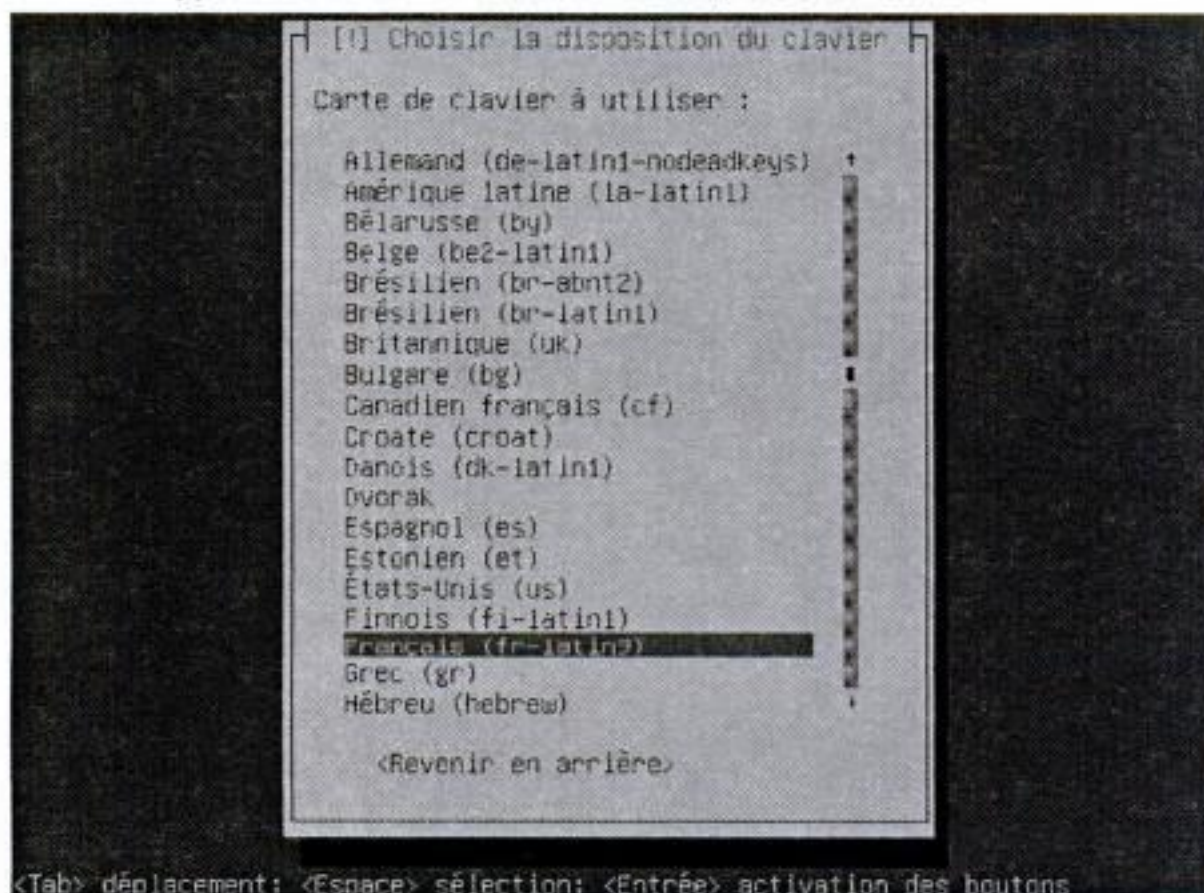 [!] Choisir la disposition du clavier
Carte de clavier à utiliser :
Allemand (de-latin1-nodeadkeys)
Amérique latine (la-latin1)
Bélarusse (by)
Belge (be2-latin1)
Brésilien (br-abnt2)
Brésilien (br-latin1)
Britannique (uk)
Bulgare (bg)
Canadien français (cf)
Croate (croat)
Danois (dk-latin1)
Dvorak
Espagnol (es)
Estonien (et)
États-Unis (us)
Finnois (fi-latin1)
Français (fr-latin9)
Grec (gr)
Hébreu (hebrew)
<Revenir en arrière>
<Tab> déplacement; <Espace> sélection; <Entrée> activation des boutons